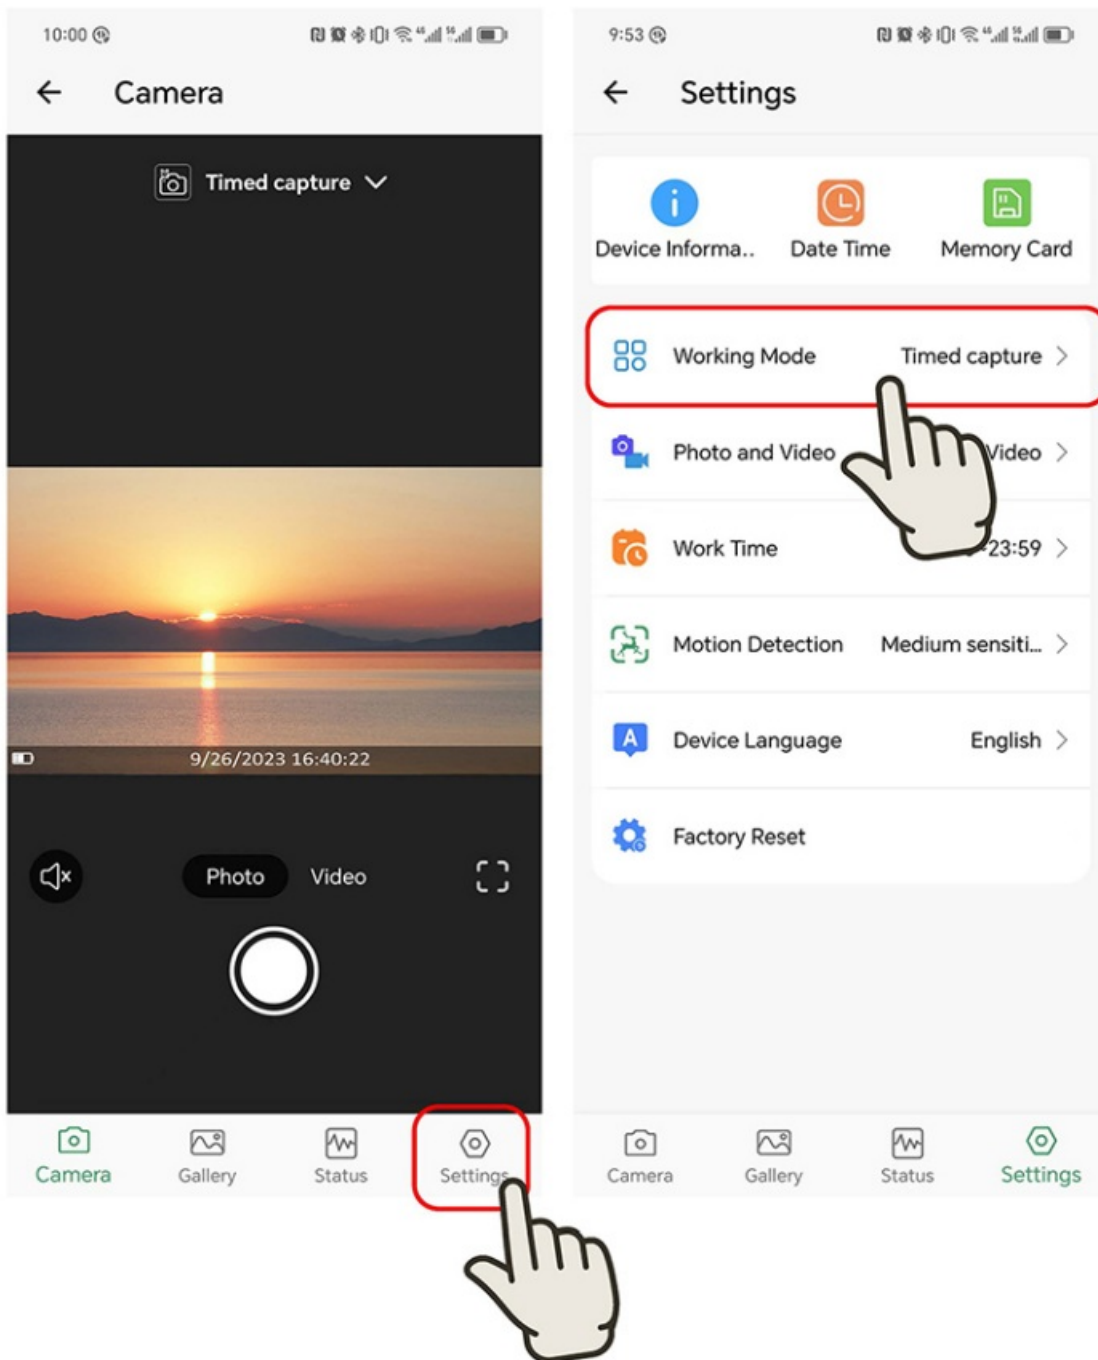 10:00
Camera
Timed capture
9/26/2023 16:40:22
Photo Video
Camera Gallery Status Settings
9:53
Settings
Device Informa.. Date Time Memory Card
Working Mode Timed capture
Photo and Video Video
Work Time 23:59
Motion Detection Medium sensiti...
Device Language English
Factory Reset
Camera Gallery Status Settings